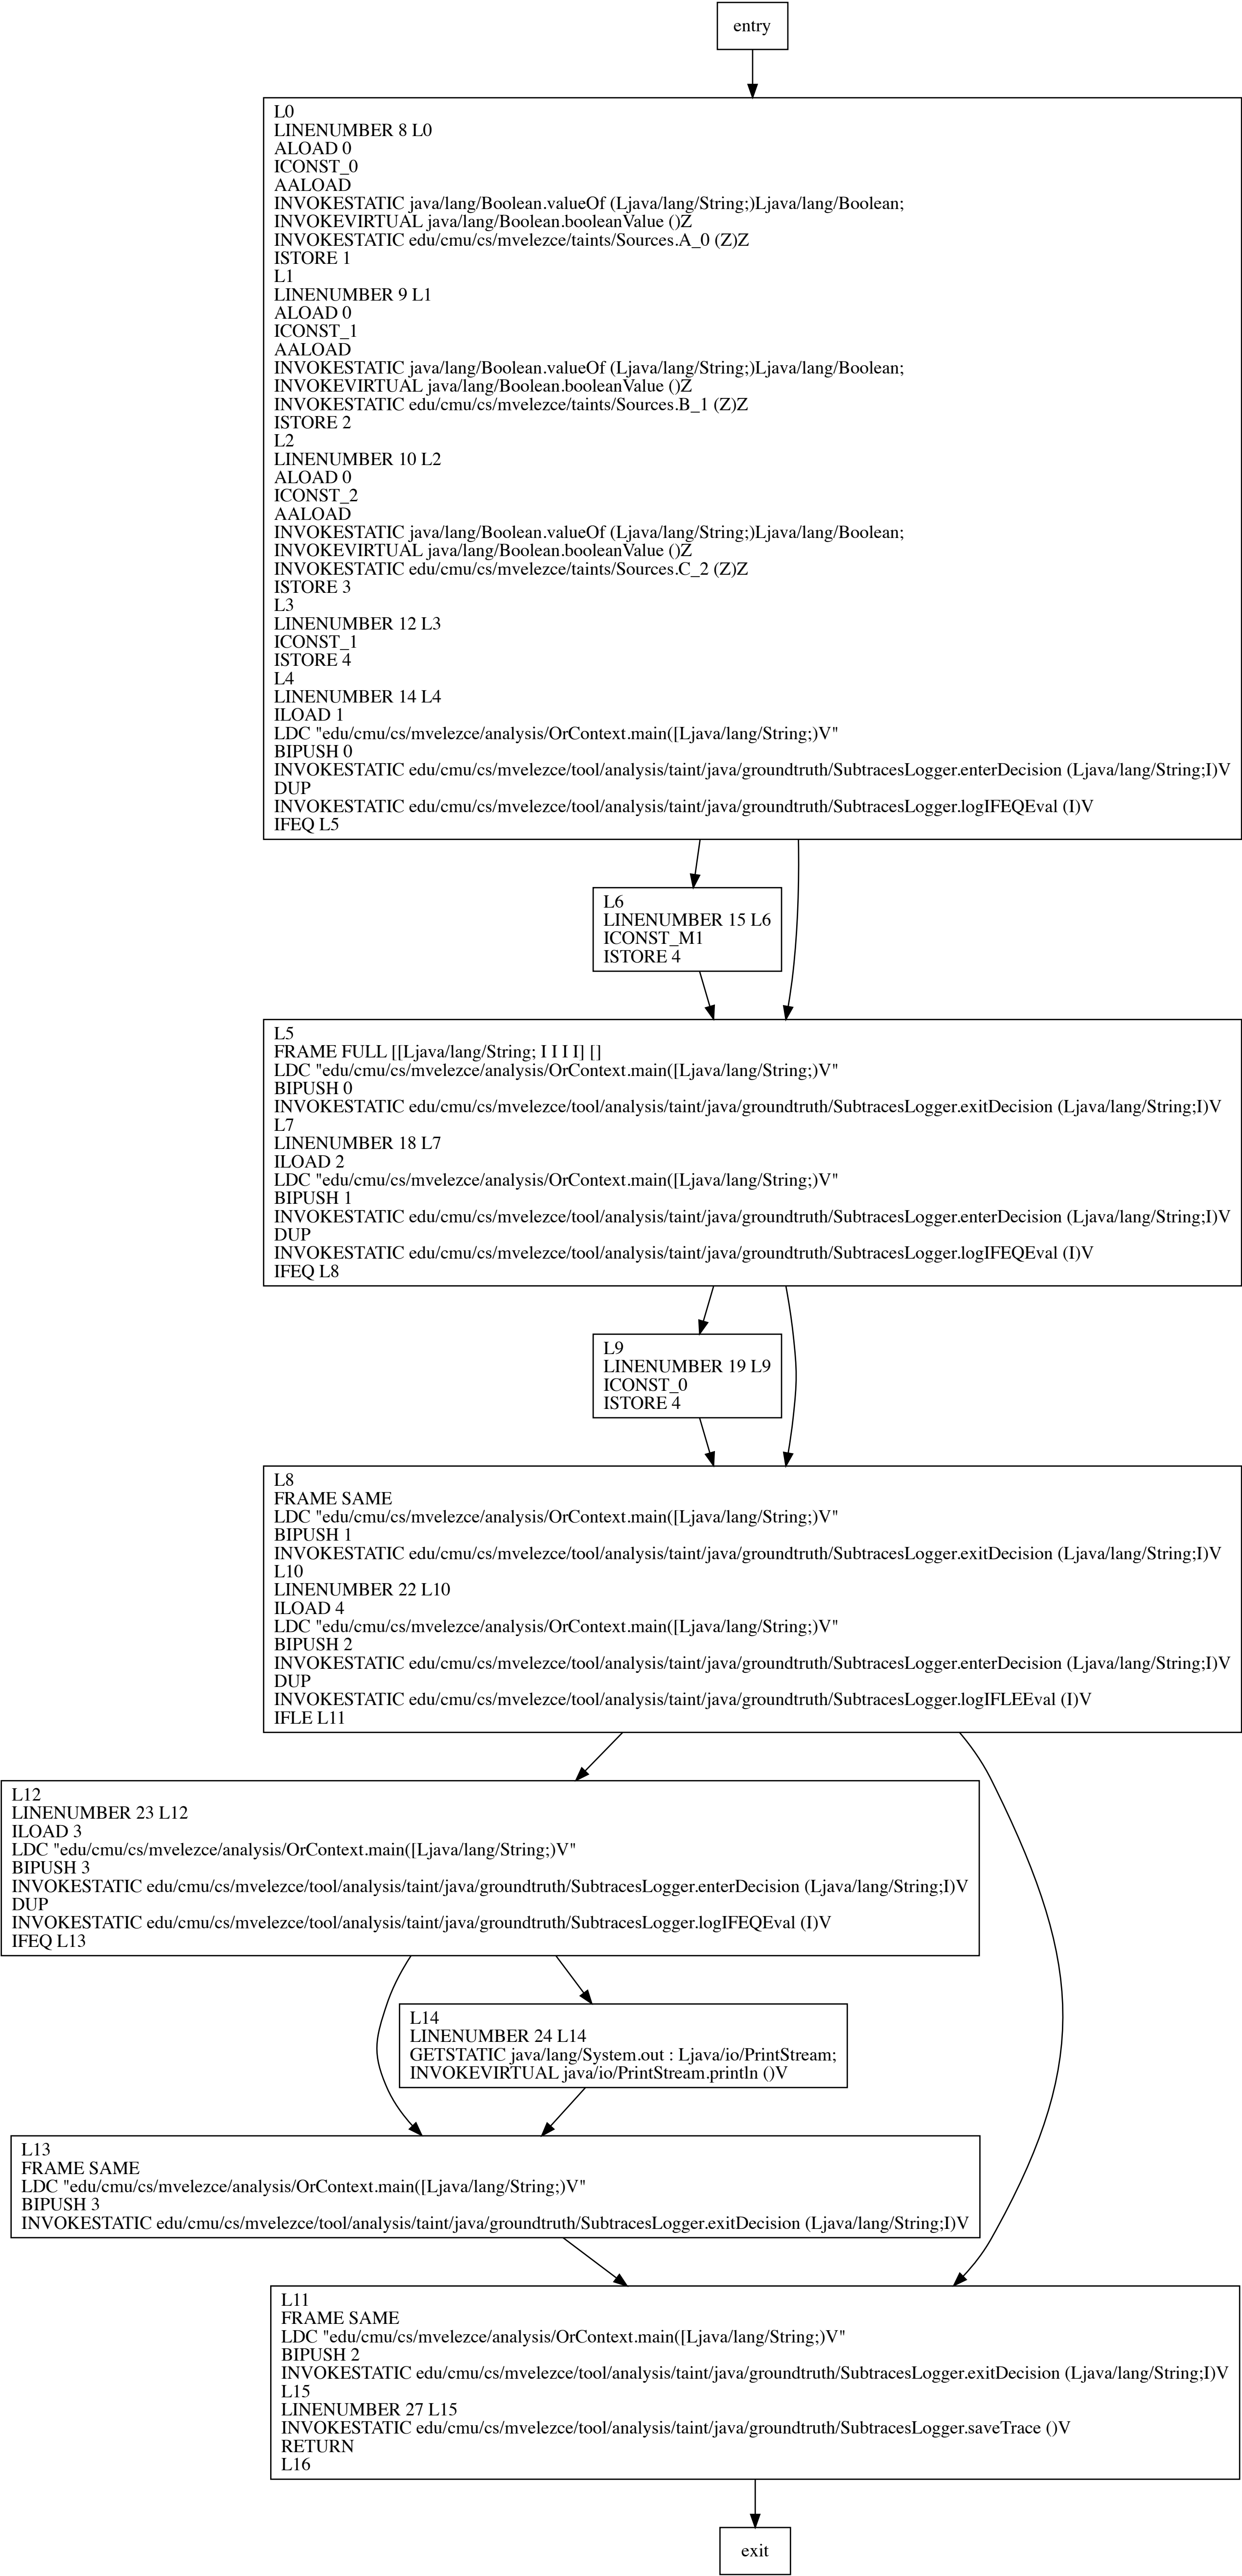 entry
L0
LINENUMBER 8 L0
ALOAD 0
ICONST_0
AALOAD
INVOKESTATIC java/lang/Boolean.valueOf (Ljava/lang/String;)Ljava/lang/Boolean;
INVOKEVIRTUAL java/lang/Boolean.booleanValue ()Z
INVOKESTATIC edu/cmu/cs/mvelezce/taints/Sources.A_0 (Z)Z
ISTORE 1
L1
LINENUMBER 9 L1
ALOAD 0
ICONST_1
AALOAD
INVOKESTATIC java/lang/Boolean.valueOf (Ljava/lang/String;)Ljava/lang/Boolean;
INVOKEVIRTUAL java/lang/Boolean.booleanValue ()Z
INVOKESTATIC edu/cmu/cs/mvelezce/taints/Sources.B_1 (Z)Z
ISTORE 2
L2
LINENUMBER 10 L2
ALOAD 0
ICONST_2
AALOAD
INVOKESTATIC java/lang/Boolean.valueOf (Ljava/lang/String;)Ljava/lang/Boolean;
INVOKEVIRTUAL java/lang/Boolean.booleanValue ()Z
INVOKESTATIC edu/cmu/cs/mvelezce/taints/Sources.C_2 (Z)Z
ISTORE 3
L3
LINENUMBER 12 L3
ICONST_1
ISTORE 4
L4
LINENUMBER 14 L4
ILOAD 1
LDC "edu/cmu/cs/mvelezce/analysis/OrContext.main([Ljava/lang/String;)V"
BIPUSH 0
INVOKESTATIC edu/cmu/cs/mvelezce/tool/analysis/taint/java/groundtruth/SubtracesLogger.enterDecision (Ljava/lang/String;I)V
DUP
INVOKESTATIC edu/cmu/cs/mvelezce/tool/analysis/taint/java/groundtruth/SubtracesLogger.logIFEQEval (I)V
IFEQ L5
L6
LINENUMBER 15 L6
ICONST_M1
ISTORE 4
L5
FRAME FULL [[Ljava/lang/String; I I I I] []
LDC "edu/cmu/cs/mvelezce/analysis/OrContext.main([Ljava/lang/String;)V"
BIPUSH 0
INVOKESTATIC edu/cmu/cs/mvelezce/tool/analysis/taint/java/groundtruth/SubtracesLogger.exitDecision (Ljava/lang/String;I)V
L7
LINENUMBER 18 L7
ILOAD 2
LDC "edu/cmu/cs/mvelezce/analysis/OrContext.main([Ljava/lang/String;)V"
BIPUSH 1
INVOKESTATIC edu/cmu/cs/mvelezce/tool/analysis/taint/java/groundtruth/SubtracesLogger.enterDecision (Ljava/lang/String;I)V
DUP
INVOKESTATIC edu/cmu/cs/mvelezce/tool/analysis/taint/java/groundtruth/SubtracesLogger.logIFEQEval (I)V
IFEQ L8
L9
LINENUMBER 19 L9
ICONST_0
ISTORE 4
L8
FRAME SAME
LDC "edu/cmu/cs/mvelezce/analysis/OrContext.main([Ljava/lang/String;)V"
BIPUSH 1
INVOKESTATIC edu/cmu/cs/mvelezce/tool/analysis/taint/java/groundtruth/SubtracesLogger.exitDecision (Ljava/lang/String;I)V
L10
LINENUMBER 22 L10
ILOAD 4
LDC "edu/cmu/cs/mvelezce/analysis/OrContext.main([Ljava/lang/String;)V"
BIPUSH 2
INVOKESTATIC edu/cmu/cs/mvelezce/tool/analysis/taint/java/groundtruth/SubtracesLogger.enterDecision (Ljava/lang/String;I)V
DUP
INVOKESTATIC edu/cmu/cs/mvelezce/tool/analysis/taint/java/groundtruth/SubtracesLogger.logIFLEEval (I)V
IFLE L11
L12
LINENUMBER 23 L12
ILOAD 3
LDC "edu/cmu/cs/mvelezce/analysis/OrContext.main([Ljava/lang/String;)V"
BIPUSH 3
INVOKESTATIC edu/cmu/cs/mvelezce/tool/analysis/taint/java/groundtruth/SubtracesLogger.enterDecision (Ljava/lang/String;I)V
DUP
INVOKESTATIC edu/cmu/cs/mvelezce/tool/analysis/taint/java/groundtruth/SubtracesLogger.logIFEQEval (I)V
IFEQ L13
L14
LINENUMBER 24 L14
GETSTATIC java/lang/System.out : Ljava/io/PrintStream;
INVOKEVIRTUAL java/io/PrintStream.println ()V
L13
FRAME SAME
LDC "edu/cmu/cs/mvelezce/analysis/OrContext.main([Ljava/lang/String;)V"
BIPUSH 3
INVOKESTATIC edu/cmu/cs/mvelezce/tool/analysis/taint/java/groundtruth/SubtracesLogger.exitDecision (Ljava/lang/String;I)V
L11
FRAME SAME
LDC "edu/cmu/cs/mvelezce/analysis/OrContext.main([Ljava/lang/String;)V"
BIPUSH 2
INVOKESTATIC edu/cmu/cs/mvelezce/tool/analysis/taint/java/groundtruth/SubtracesLogger.exitDecision (Ljava/lang/String;I)V
L15
LINENUMBER 27 L15
INVOKESTATIC edu/cmu/cs/mvelezce/tool/analysis/taint/java/groundtruth/SubtracesLogger.saveTrace ()V
RETURN
L16
exit